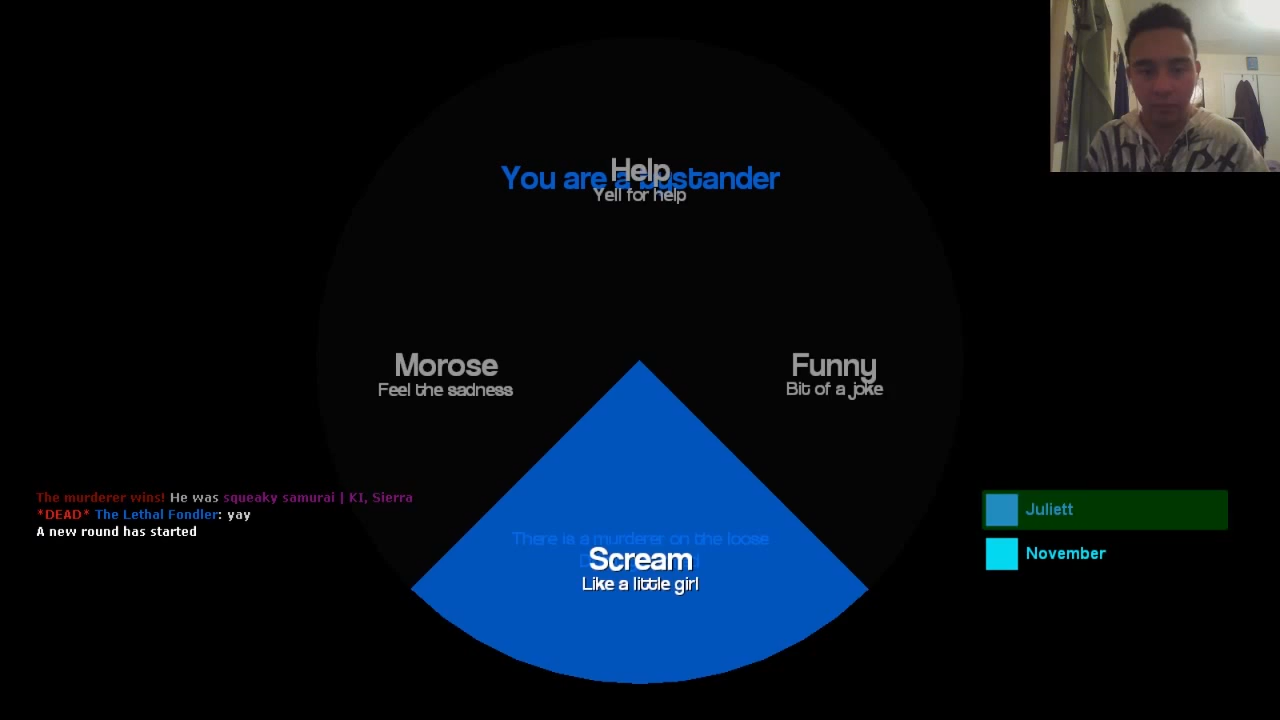 Help
You are a bystander
Yell for help
Morose
Feel the sadness
Funny
Bit of a joke
The murderer wins! He was squeaky samurai | KI, Sierra
*DEAD* The Lethal Fondler: yay
A new round has started
There is a murderer on the loose
Scream
Like a little girl
Juliett
November